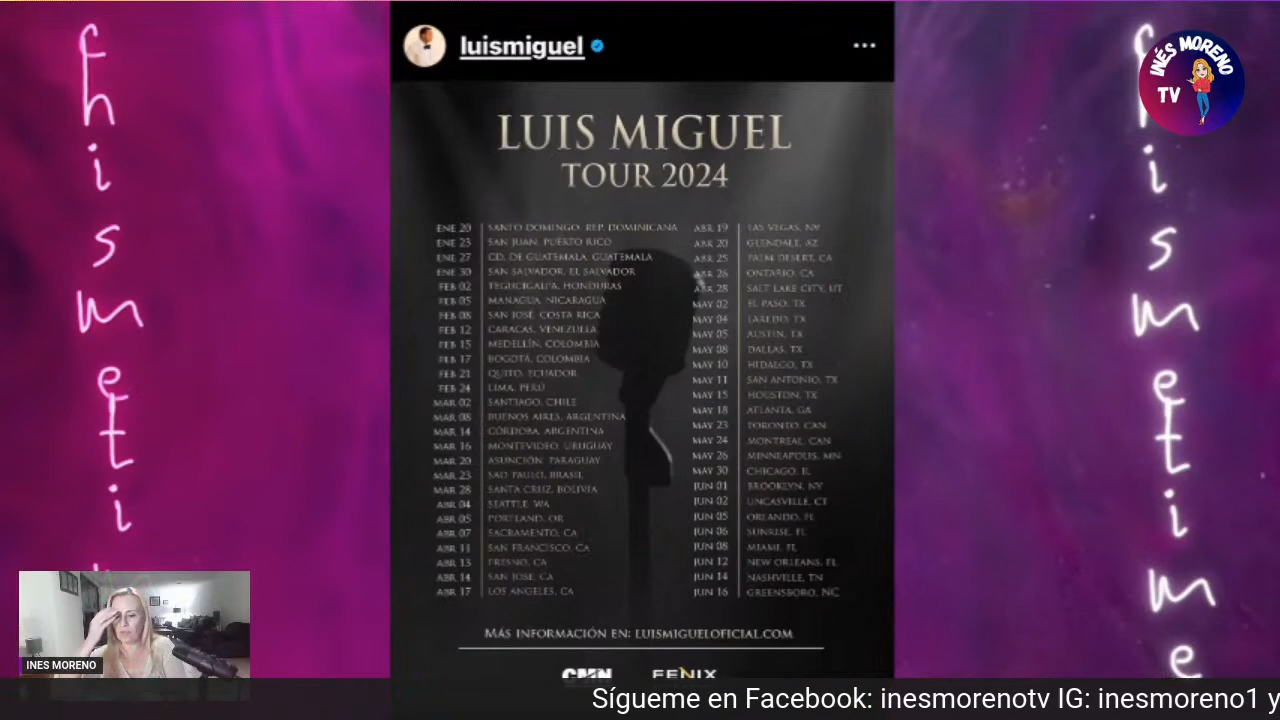 chismetime
luismiguel
LUIS MIGUEL
TOUR 2024
ENE 20 SANTO DOMINGO, REP. DOMINICANA
ENE 23 SAN JUAN, PUERTO RICO
ENE 27 CD. DE GUATEMALA, GUATEMALA
ENE 30 SAN SALVADOR, EL SALVADOR
FEB 02 TEGUCIGALPA, HONDURAS
FEB 05 MANAGUA, NICARAGUA
FEB 08 SAN JOSÉ, COSTA RICA
FEB 12 CARACAS, VENEZUELA
FEB 15 MEDELLÍN, COLOMBIA
FEB 17 BOGOTÁ, COLOMBIA
FEB 21 QUITO, ECUADOR
FEB 24 LIMA, PERÚ
MAR 02 SANTIAGO, CHILE
MAR 08 BUENOS AIRES, ARGENTINA
MAR 14 CÓRDOBA, ARGENTINA
MAR 16 MONTEVIDEO, URUGUAY
MAR 20 ASUNCIÓN, PARAGUAY
MAR 23 SAO PAULO, BRASIL
MAR 28 SANTA CRUZ, BOLIVIA
ABR 04 SEATTLE, WA
ABR 05 PORTLAND, OR
ABR 07 SACRAMENTO, CA
ABR 11 SAN FRANCISCO, CA
ABR 13 FRESNO, CA
ABR 14 SAN JOSE, CA
ABR 17 LOS ANGELES, CA
ABR 19 LAS VEGAS, NV
ABR 20 GLENDALE, AZ
ABR 25 PALM DESERT, CA
ABR 26 ONTARIO, CA
ABR 28 SALT LAKE CITY, UT
MAY 02 EL PASO, TX
MAY 04 LAREDO, TX
MAY 05 AUSTIN, TX
MAY 08 DALLAS, TX
MAY 10 HIDALGO, TX
MAY 11 SAN ANTONIO, TX
MAY 15 HOUSTON, TX
MAY 18 ATLANTA, GA
MAY 23 TORONTO, CAN
MAY 24 MONTREAL, CAN
MAY 26 MINNEAPOLIS, MN
MAY 30 CHICAGO, IL
JUN 01 BROOKLYN, NY
JUN 02 UNCASVILLE, CT
JUN 05 ORLANDO, FL
JUN 06 SUNRISE, FL
JUN 08 MIAMI, FL
JUN 12 NEW ORLEANS, FL
JUN 14 NASHVILLE, TN
JUN 16 GREENSBORO, NC
MÁS INFORMACIÓN EN: LUISMIGUELOFICIAL.COM
CMN FENIX
INÉS MORENO
TV
chismetime
INES MORENO
Sígueme en Facebook: inesmorenotv IG: inesmoreno1 y